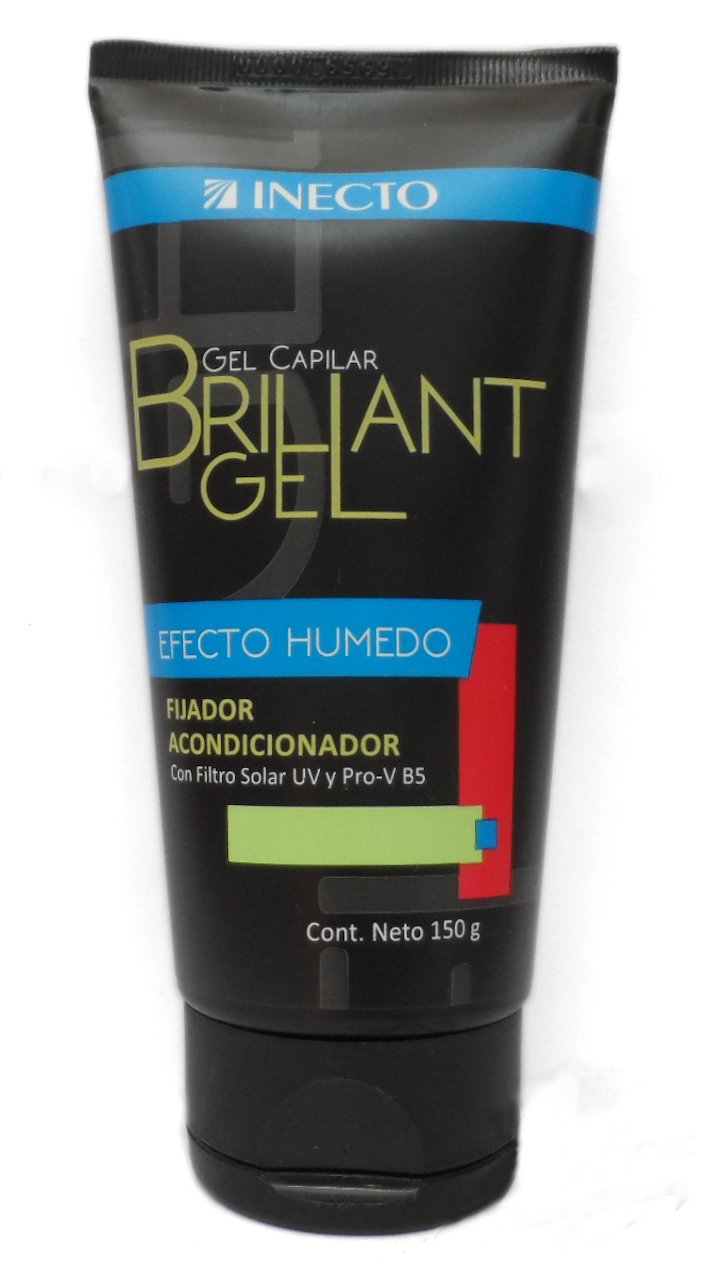 INECTO
GEL CAPILAR
BRILLANT
GEL
EFECTO HUMEDO
FIJADOR
ACONDICIONADOR
Con Filtro Solar UV y Pro-V B5
Cont. Neto 150 g